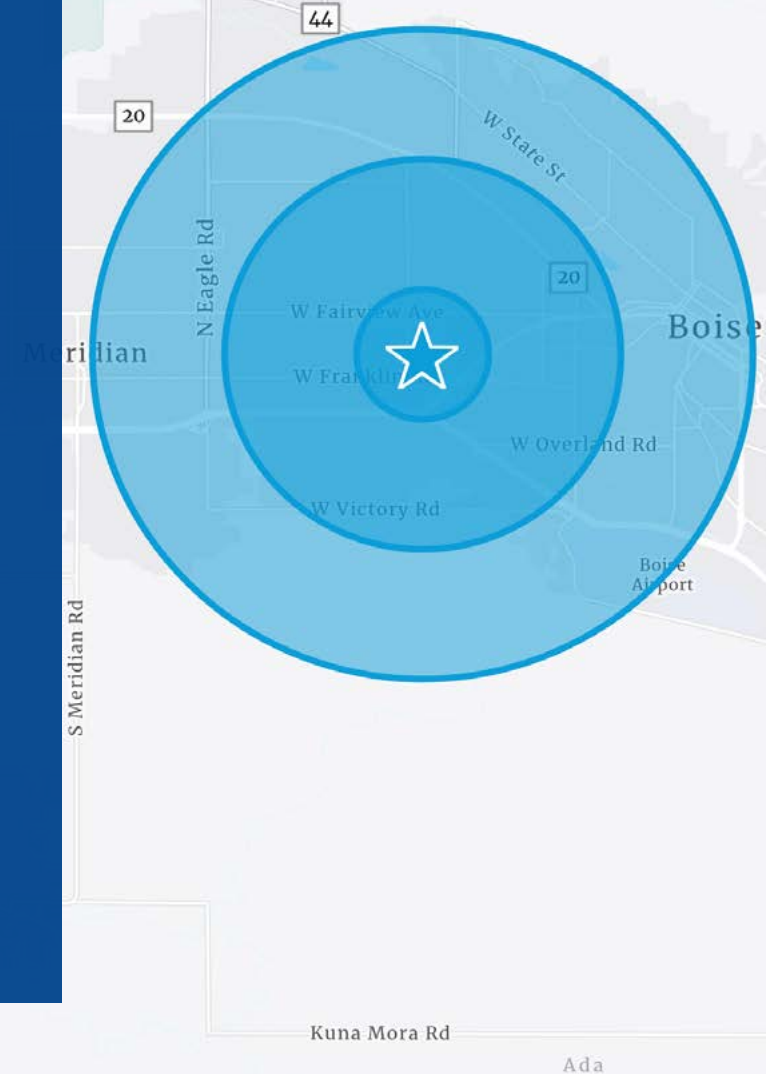 44
20
W State St
N Eagle Rd
20
W Fairview Ave
Boise
Meridian
W Franklin
W Overland Rd
W Victory Rd
Boise
Airport
S Meridian Rd
Kuna Mora Rd
Ada